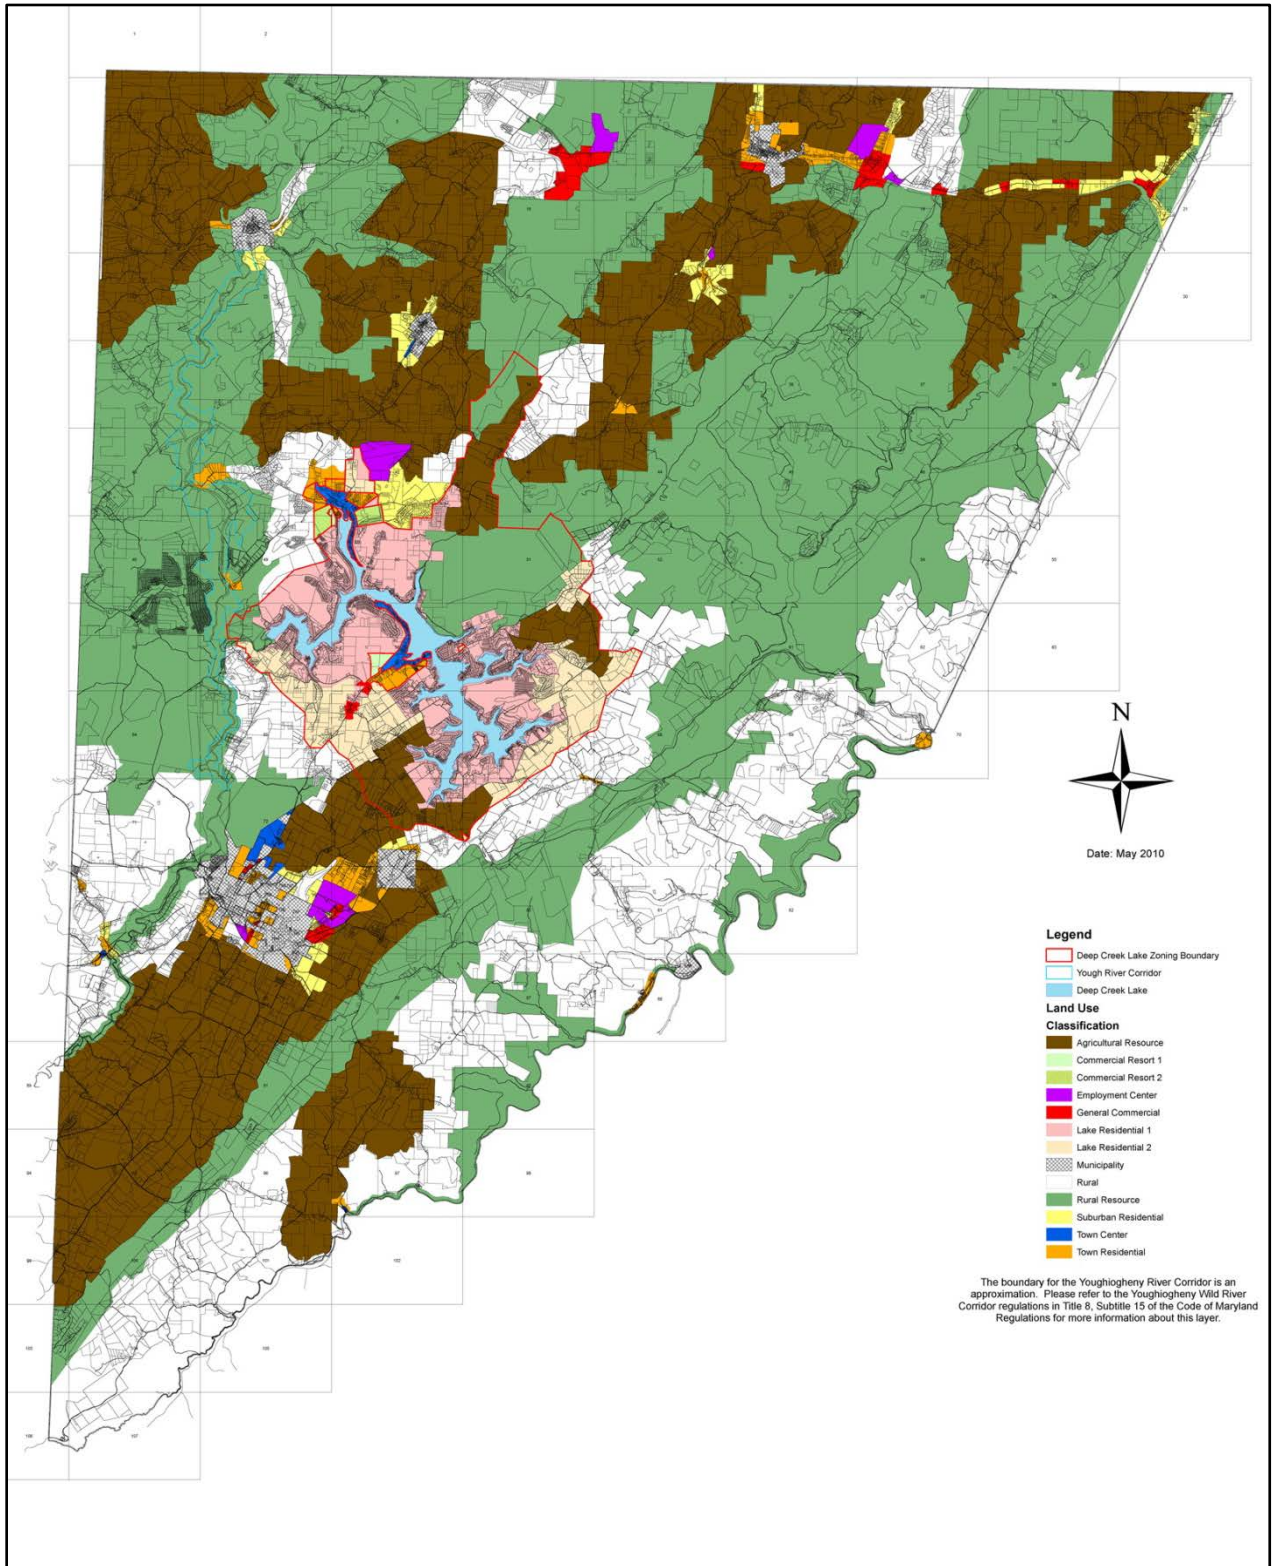 1
2
N
Date: May 2010
Legend
Deep Creek Lake Zoning Boundary
Yough River Corridor
Deep Creek Lake
Land Use
Classification
Agricultural Resource
Commercial Resort 1
Commercial Resort 2
Employment Center
General Commercial
Lake Residential 1
Lake Residential 2
Municipality
Rural
Rural Resource
Suburban Residential
Town Center
Town Residential
The boundary for the Youghiogheny River Corridor is an
approximation. Please refer to the Youghiogheny Wild River
Corridor regulations in Title 8, Subtitle 15 of the Code of Maryland
Regulations for more information about this layer.